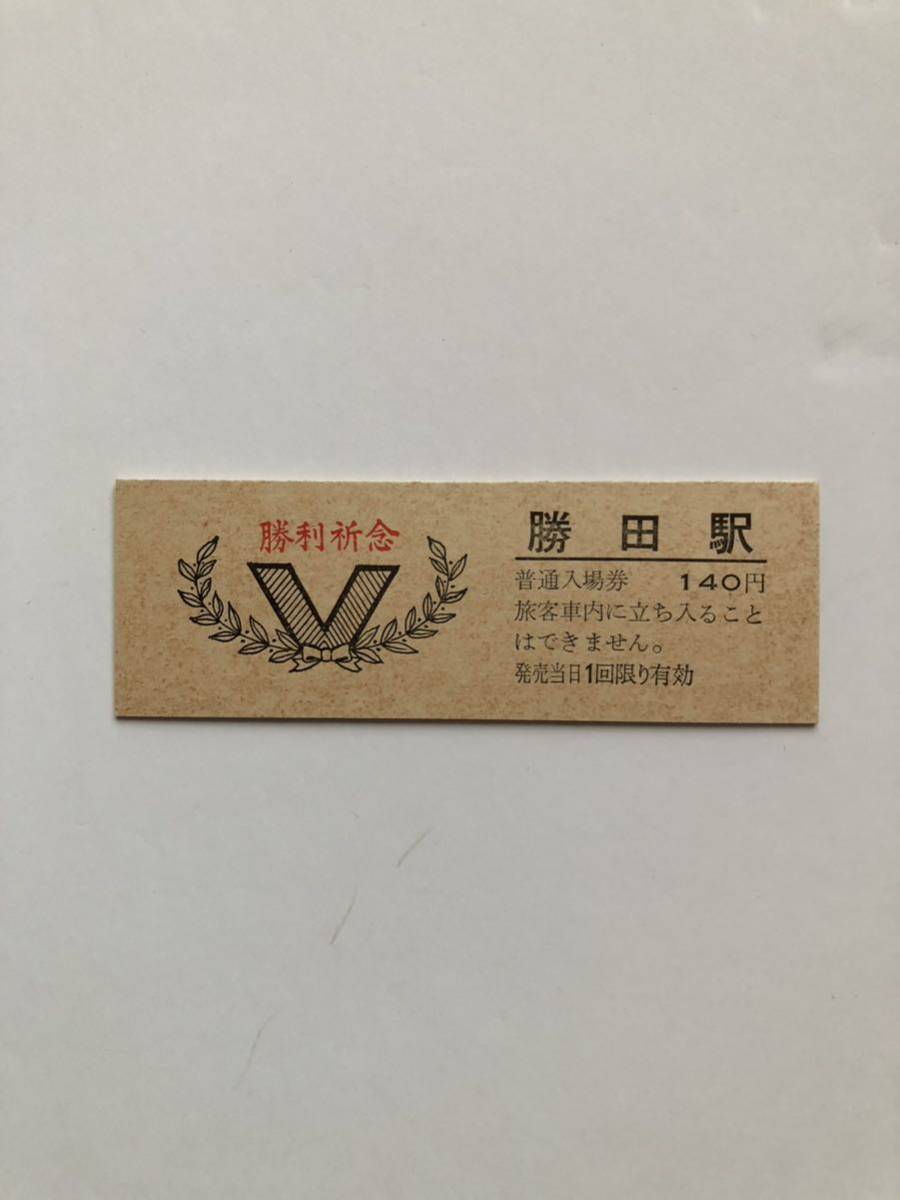 勝利祈念
V
勝田駅
普通入場券 140円
旅客車内に立ち入ること
はできません。
発売当日1回限り有効